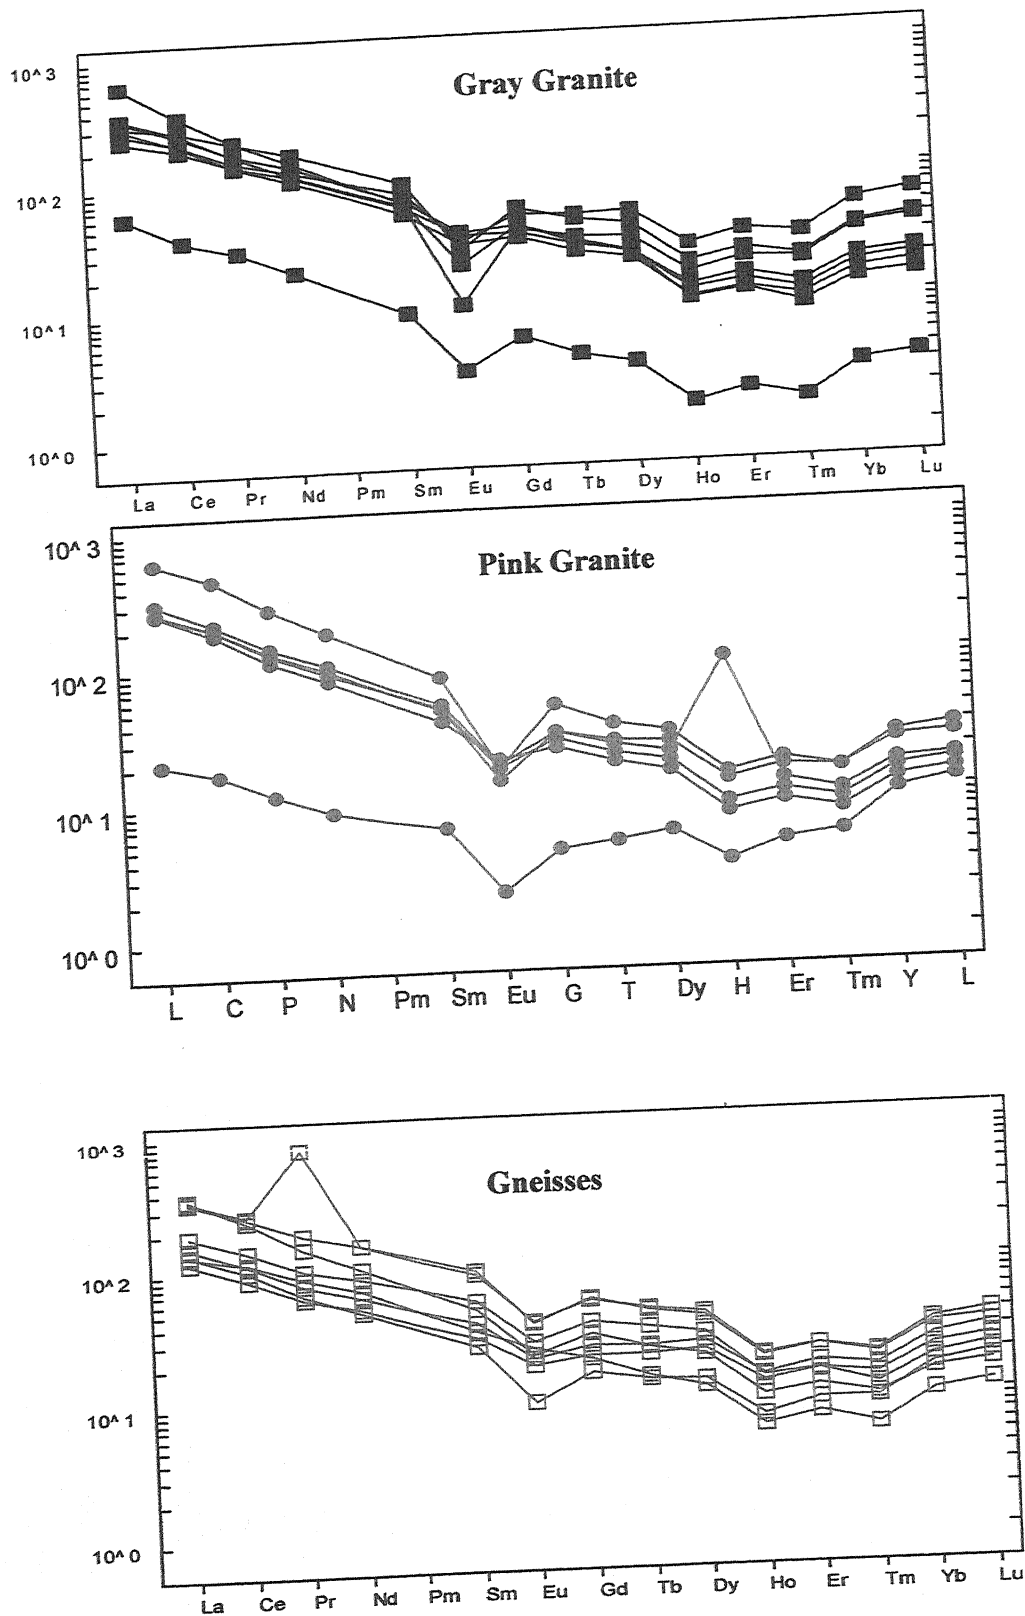 Gray Granite
10^3
10^2
10^1
10^0
La Ce Pr Nd Pm Sm Eu Gd Tb Dy Ho Er Tm Yb Lu
Pink Granite
10^3
10^2
10^1
10^0
L C P N Pm Sm Eu G T Dy H Er Tm Y L
Gneisses
10^3
10^2
10^1
10^0
La Ce Pr Nd Pm Sm Eu Gd Tb Dy Ho Er Tm Yb Lu